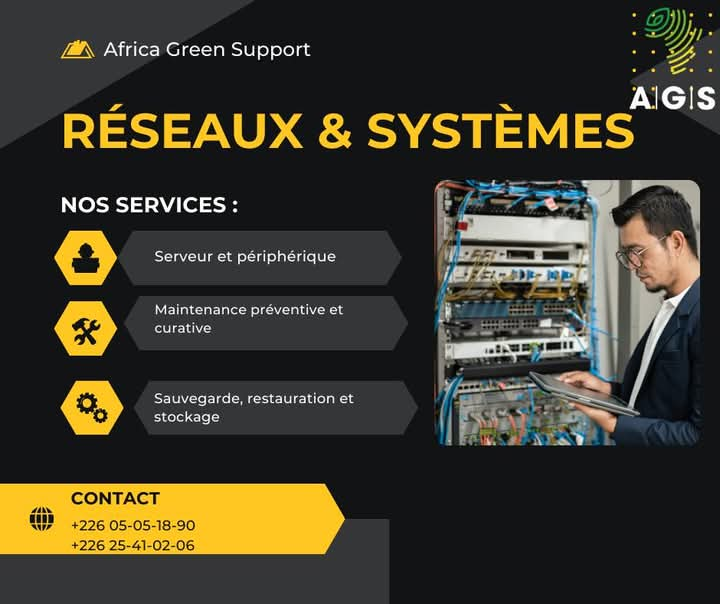 Africa Green Support
A|G|S
RÉSEAUX & SYSTÈMES
NOS SERVICES :
Serveur et périphérique
Maintenance préventive et
curative
Sauvegarde, restauration et
stockage
CONTACT
+226 05-05-18-90
+226 25-41-02-06